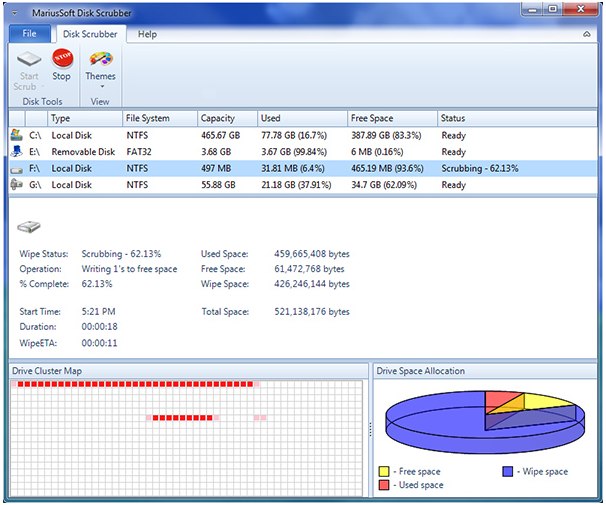 MariusSoft Disk Scrubber
File Disk Scrubber Help
Start Scrub
Stop
Themes
Disk Tools View
Type File System Capacity Used Free Space Status
C:\ Local Disk NTFS 465.67 GB 77.78 GB (16.7%) 387.89 GB (83.3%) Ready
E:\ Removable Disk FAT32 3.68 GB 3.67 GB (99.84%) 6 MB (0.16%) Ready
F:\ Local Disk NTFS 497 MB 31.81 MB (6.4%) 465.19 MB (93.6%) Scrubbing - 62.13%
G:\ Local Disk NTFS 55.88 GB 21.18 GB (37.91%) 34.7 GB (62.09%) Ready
Wipe Status: Scrubbing - 62.13% Used Space: 459,665,408 bytes
Operation: Writing 1's to free space Free Space: 61,472,768 bytes
% Complete: 62.13% Wipe Space: 426,246,144 bytes
Start Time: 5:21 PM Total Space: 521,138,176 bytes
Duration: 00:00:18
WipeETA: 00:00:11
Drive Cluster Map Drive Space Allocation
- Free space - Wipe space
- Used space